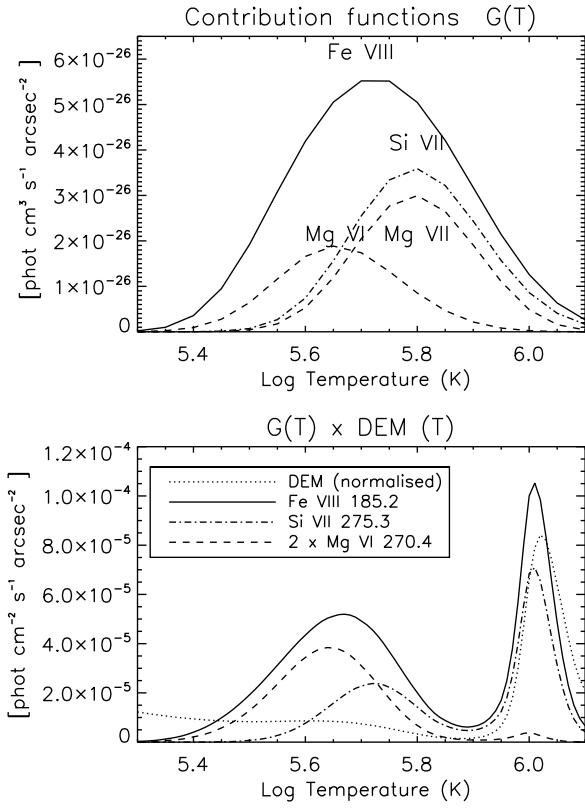 Contribution functions G(T)
Fe VIII
6×10⁻²⁶
5×10⁻²⁶
4×10⁻²⁶
3×10⁻²⁶
2×10⁻²⁶
1×10⁻²⁶
0
[phot cm³ s⁻¹ arcsec⁻²]
Si VII
Mg VI Mg VII
5.4 5.6 5.8 6.0
Log Temperature (K)
G(T) x DEM (T)
1.2×10⁻⁴
1.0×10⁻⁴
8.0×10⁻⁵
6.0×10⁻⁵
4.0×10⁻⁵
2.0×10⁻⁵
0
[phot cm⁻² s⁻¹ arcsec⁻²]
DEM (normalised)
Fe VIII 185.2
Si VII 275.3
2 x Mg VI 270.4
5.4 5.6 5.8 6.0
Log Temperature (K)